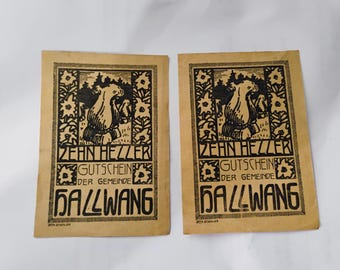 ZEHN HELLER
GUTSCHEIN
DER GEMEINDE
HALLWANG
ZEHN HELLER
GUTSCHEIN
DER GEMEINDE
HALLWANG